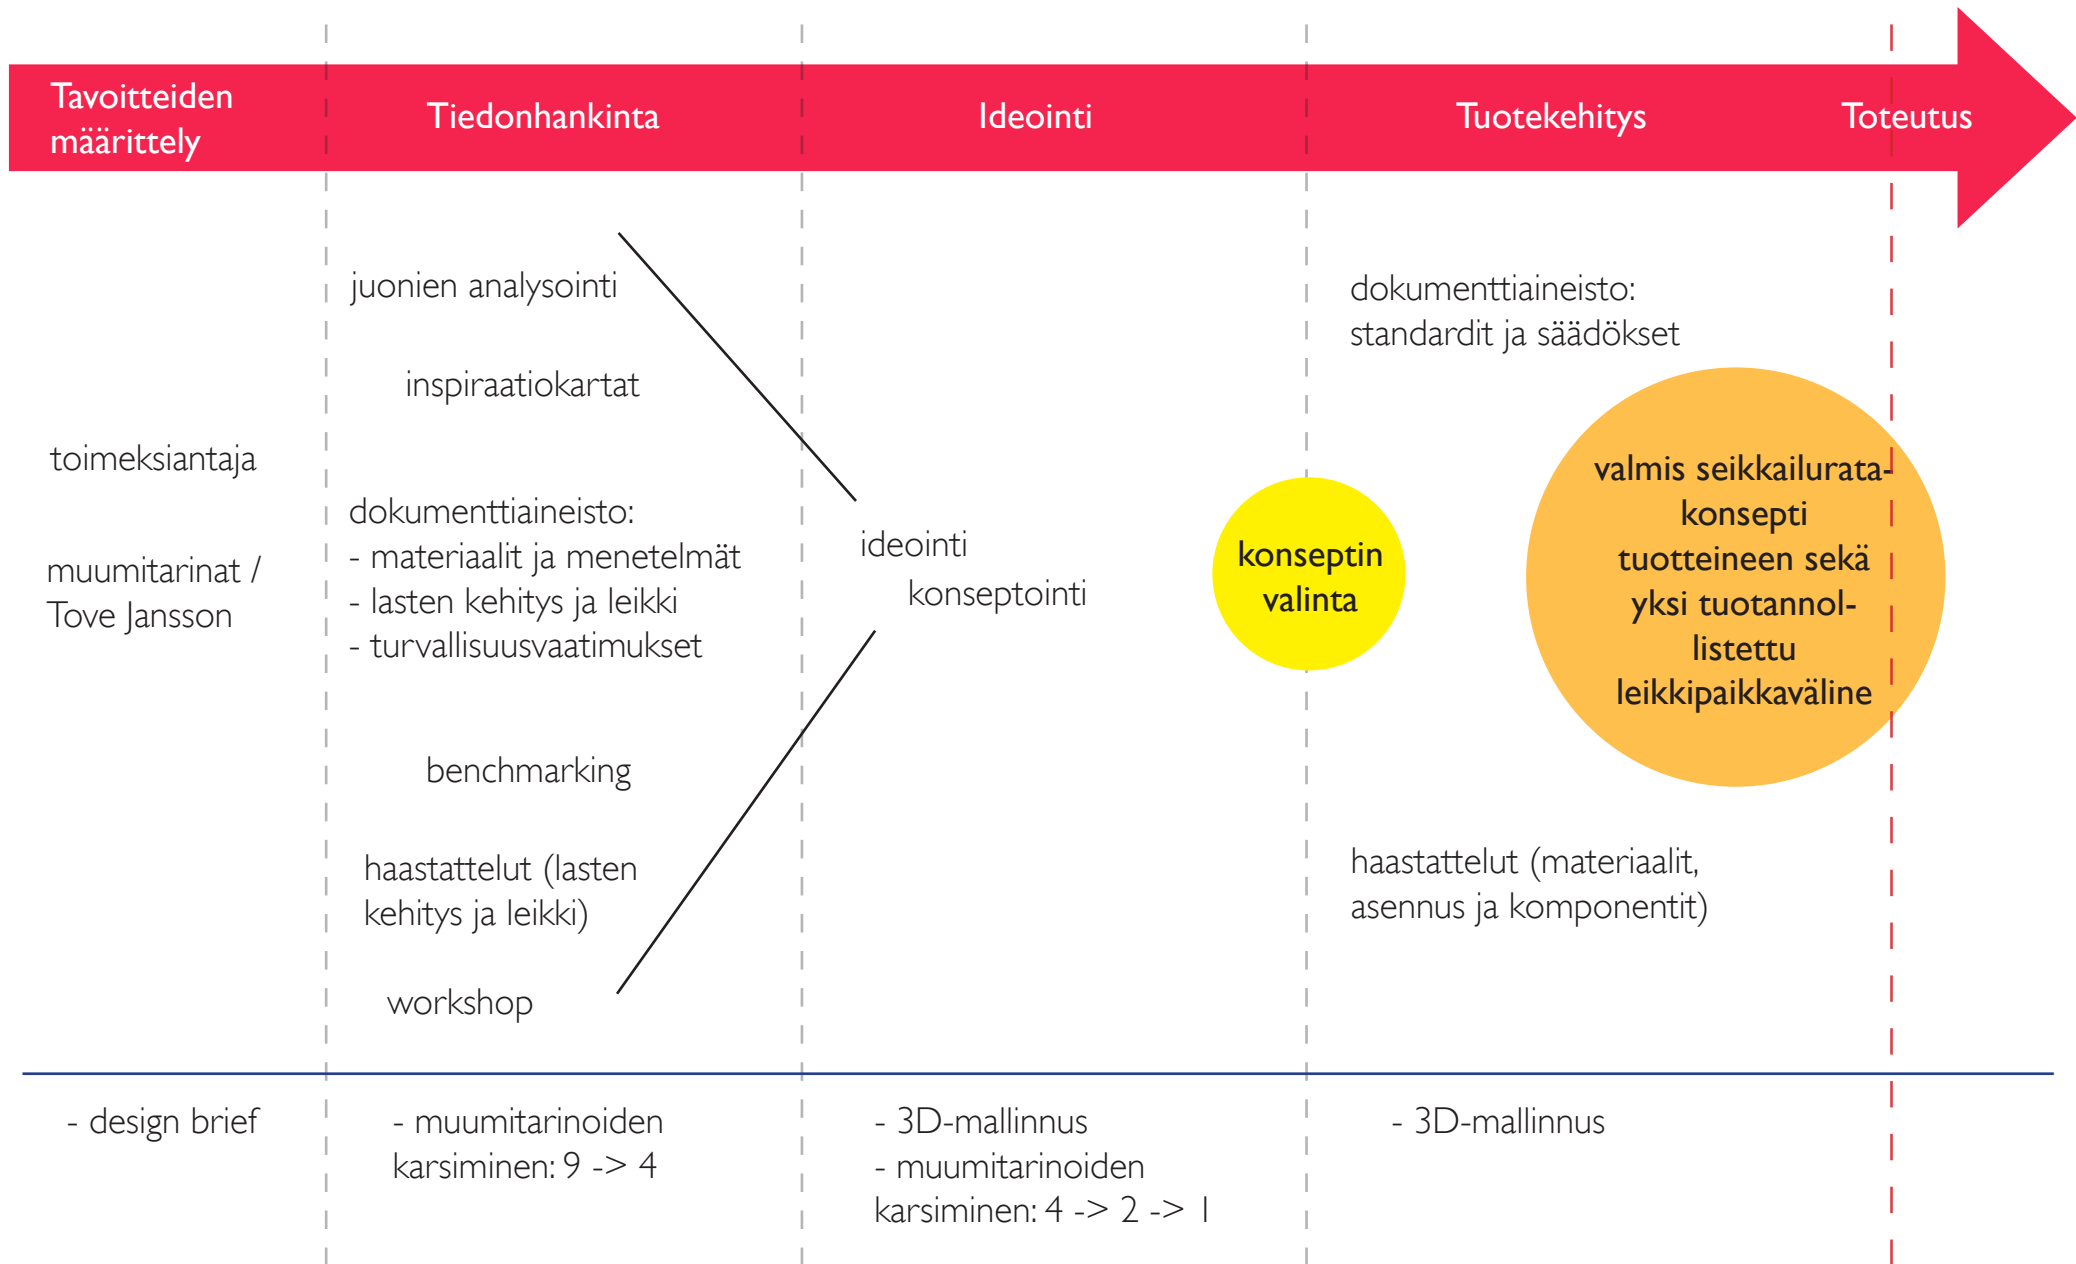 Tavoitteiden
määrittely
Tiedonhankinta
Ideointi
Tuotekehitys
Toteutus
toimeksiantaja
muumitarinat /
Tove Jansson
juonien analysointi
inspiraatiokartat
dokumenttiaineisto:
- materiaalit ja menetelmät
- lasten kehitys ja leikki
- turvallisuusvaatimukset
benchmarking
haastattelut (lasten
kehitys ja leikki)
workshop
ideointi
konseptointi
konseptin
valinta
dokumenttiaineisto:
standardit ja säädökset
valmis seikkailurata-
konsepti
tuotteineen sekä
yksi tuotannol-
listettu
leikkipaikkaväline
haastattelut (materiaalit,
asennus ja komponentit)
- design brief
- muumitarinoiden
karsiminen: 9 -> 4
- 3D-mallinnus
- muumitarinoiden
karsiminen: 4 -> 2 -> 1
- 3D-mallinnus